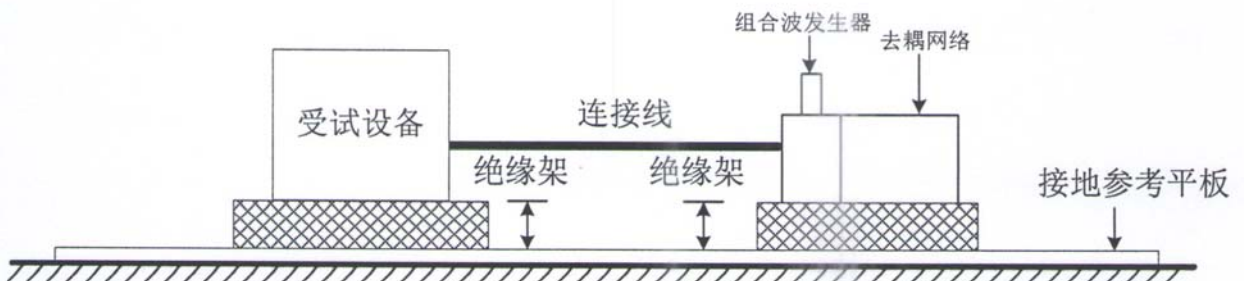 组合波发生器
去耦网络
受试设备
连接线
绝缘架
绝缘架
接地参考平板